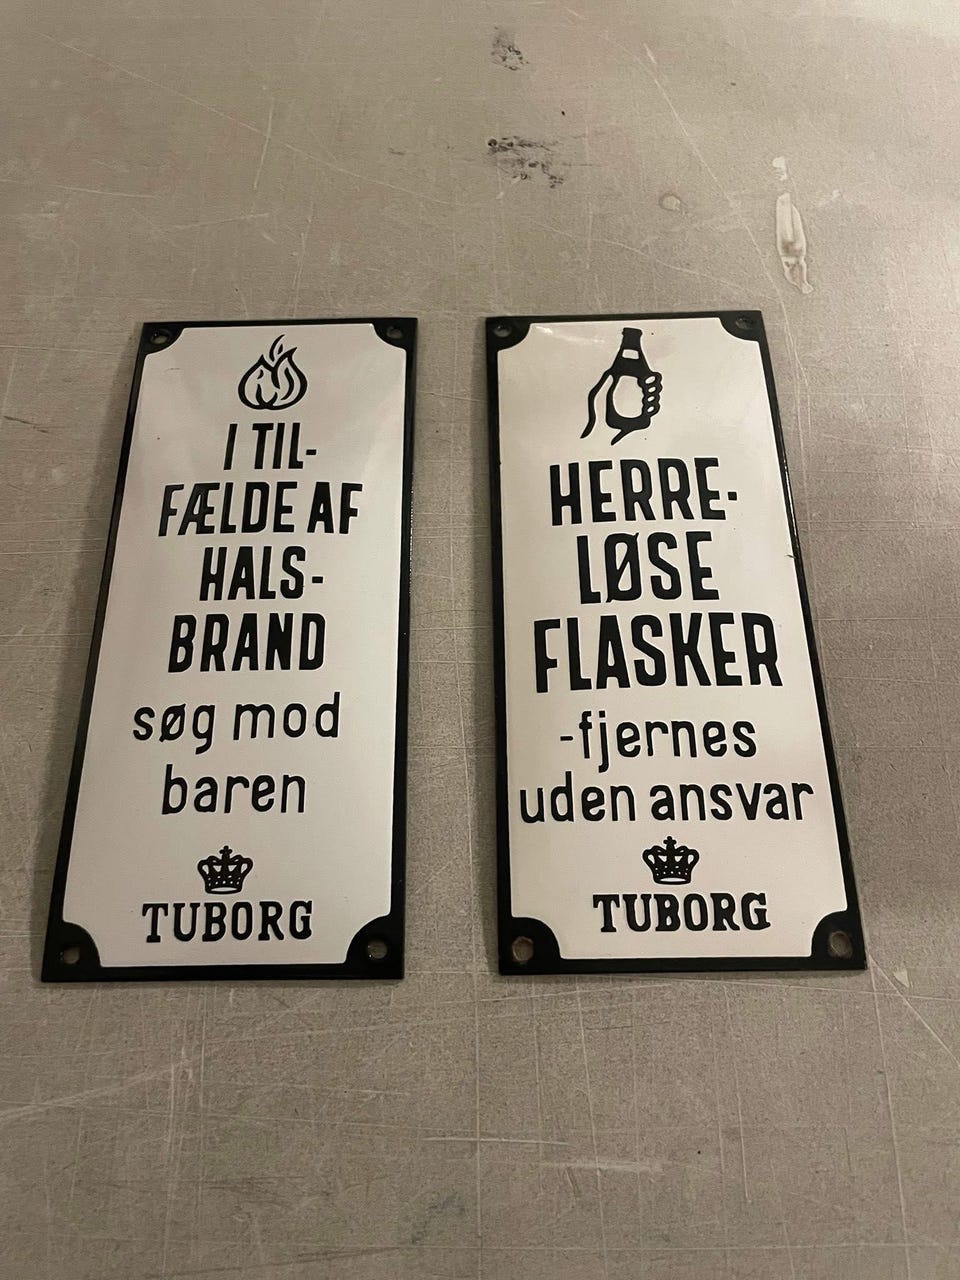 I TIL-
FÆLDE AF
HALS-
BRAND
søg mod
baren
TUBORG
HERRE-
LØSE
FLASKER
-fjernes
uden ansvar
TUBORG